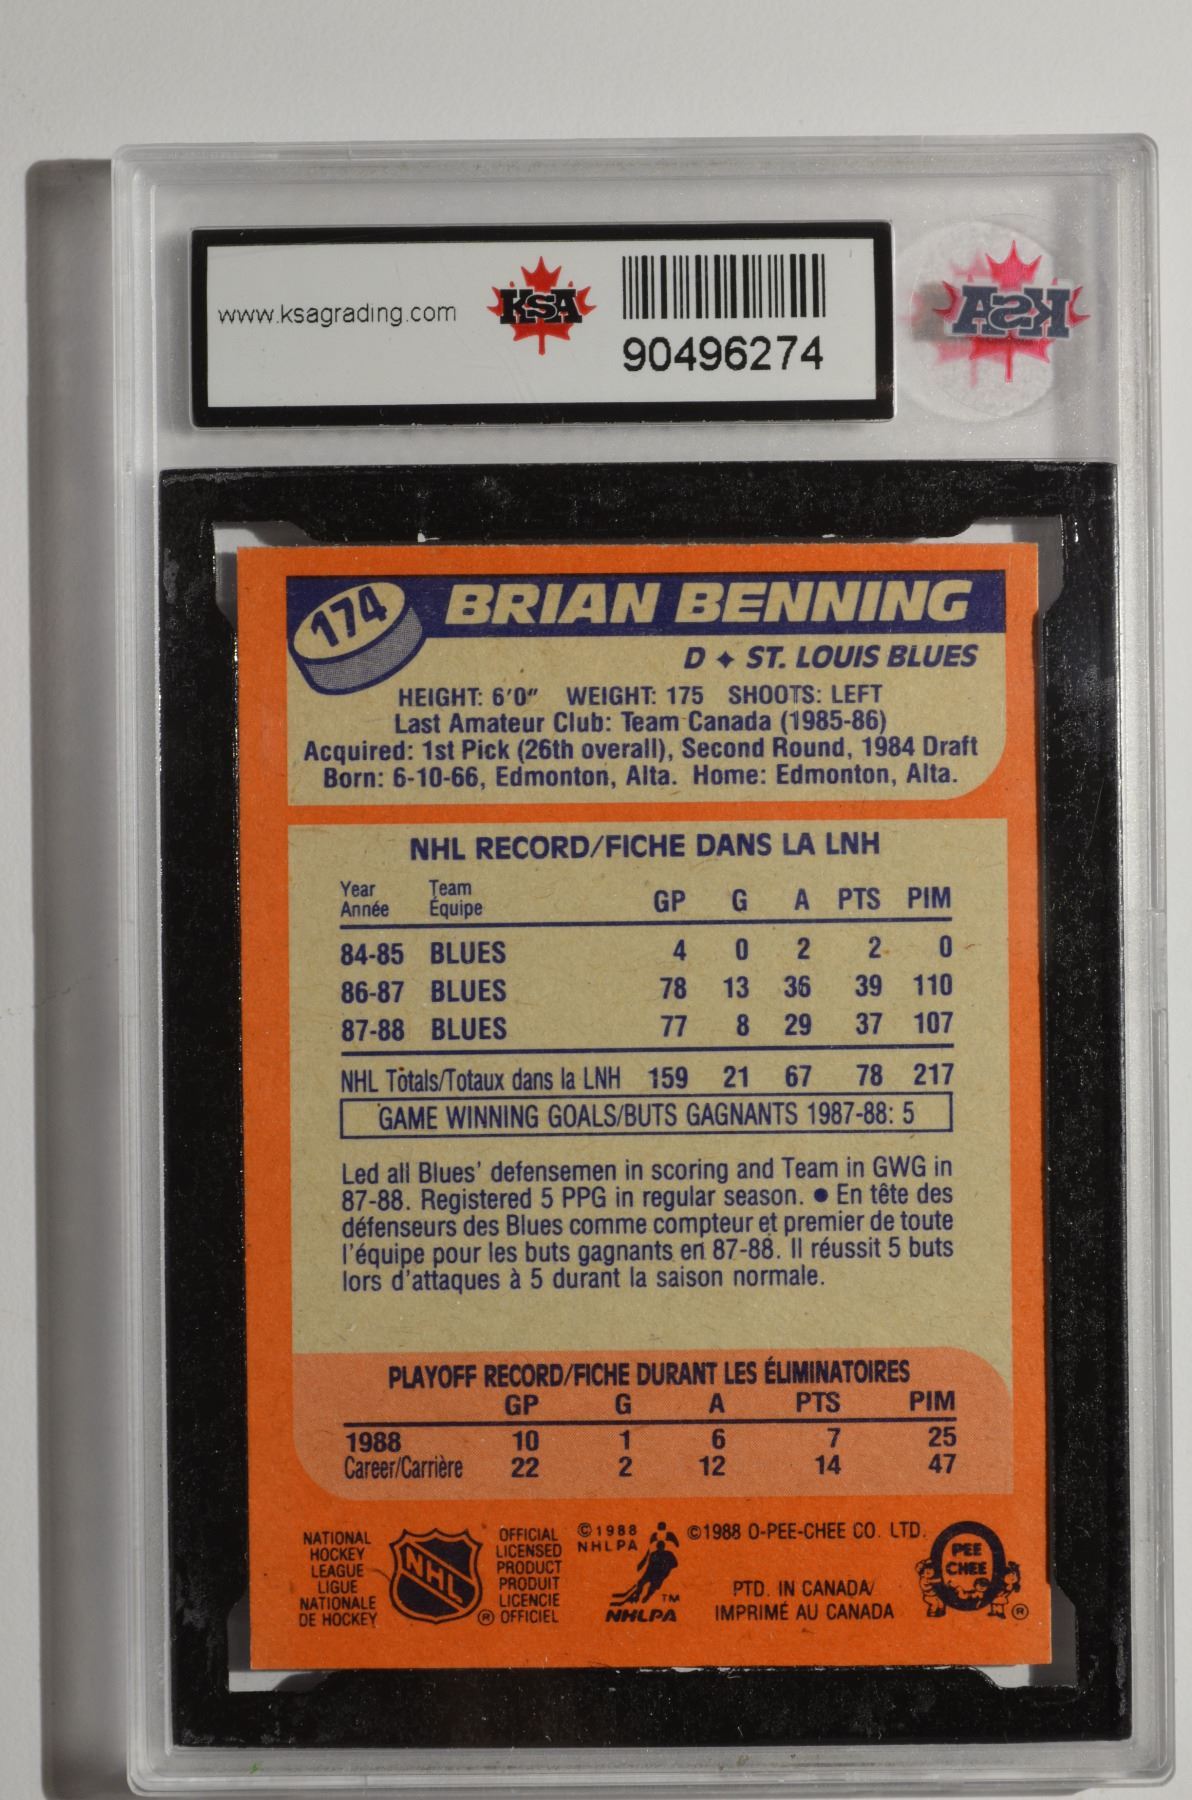 www.ksagrading.com
KSA
90496274
KSA
174
BRIAN BENNING
D ✦ ST. LOUIS BLUES
HEIGHT: 6'0" WEIGHT: 175 SHOOTS: LEFT
Last Amateur Club: Team Canada (1985-86)
Acquired: 1st Pick (26th overall), Second Round, 1984 Draft
Born: 6-10-66, Edmonton, Alta. Home: Edmonton, Alta.
NHL RECORD/FICHE DANS LA LNH
Year Team
Année Équipe GP G A PTS PIM
84-85 BLUES 4 0 2 2 0
86-87 BLUES 78 13 36 39 110
87-88 BLUES 77 8 29 37 107
NHL Totals/Totaux dans la LNH 159 21 67 78 217
GAME WINNING GOALS/BUTS GAGNANTS 1987-88: 5
Led all Blues' defensemen in scoring and Team in GWG in
87-88. Registered 5 PPG in regular season. ● En tête des
défenseurs des Blues comme compteur et premier de toute
l'équipe pour les buts gagnants en 87-88. Il réussit 5 buts
lors d'attaques à 5 durant la saison normale.
PLAYOFF RECORD/FICHE DURANT LES ÉLIMINATOIRES
GP G A PTS PIM
1988 10 1 6 7 25
Career/Carrière 22 2 12 14 47
NATIONAL
HOCKEY
LEAGUE
LIGUE
NATIONALE
DE HOCKEY
NHL
®
OFFICIAL
LICENSED
PRODUCT
PRODUIT
LICENCIE
OFFICIEL
©1988
NHLPA
TM
NHLPA
©1988 O-PEE-CHEE CO. LTD.
PTD. IN CANADA/
IMPRIMÉ AU CANADA
PEE
CHEE
®